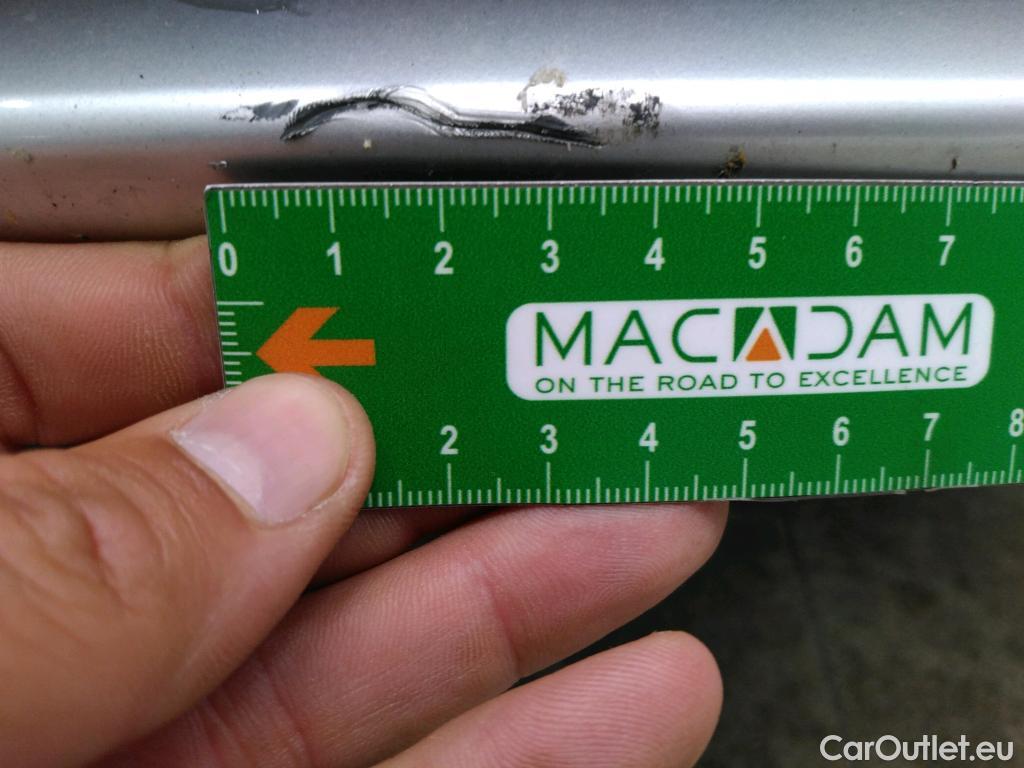 0 1 2 3 4 5 6 7
MACADAM
ON THE ROAD TO EXCELLENCE
2 3 4 5 6 7 8
CarOutlet.eu